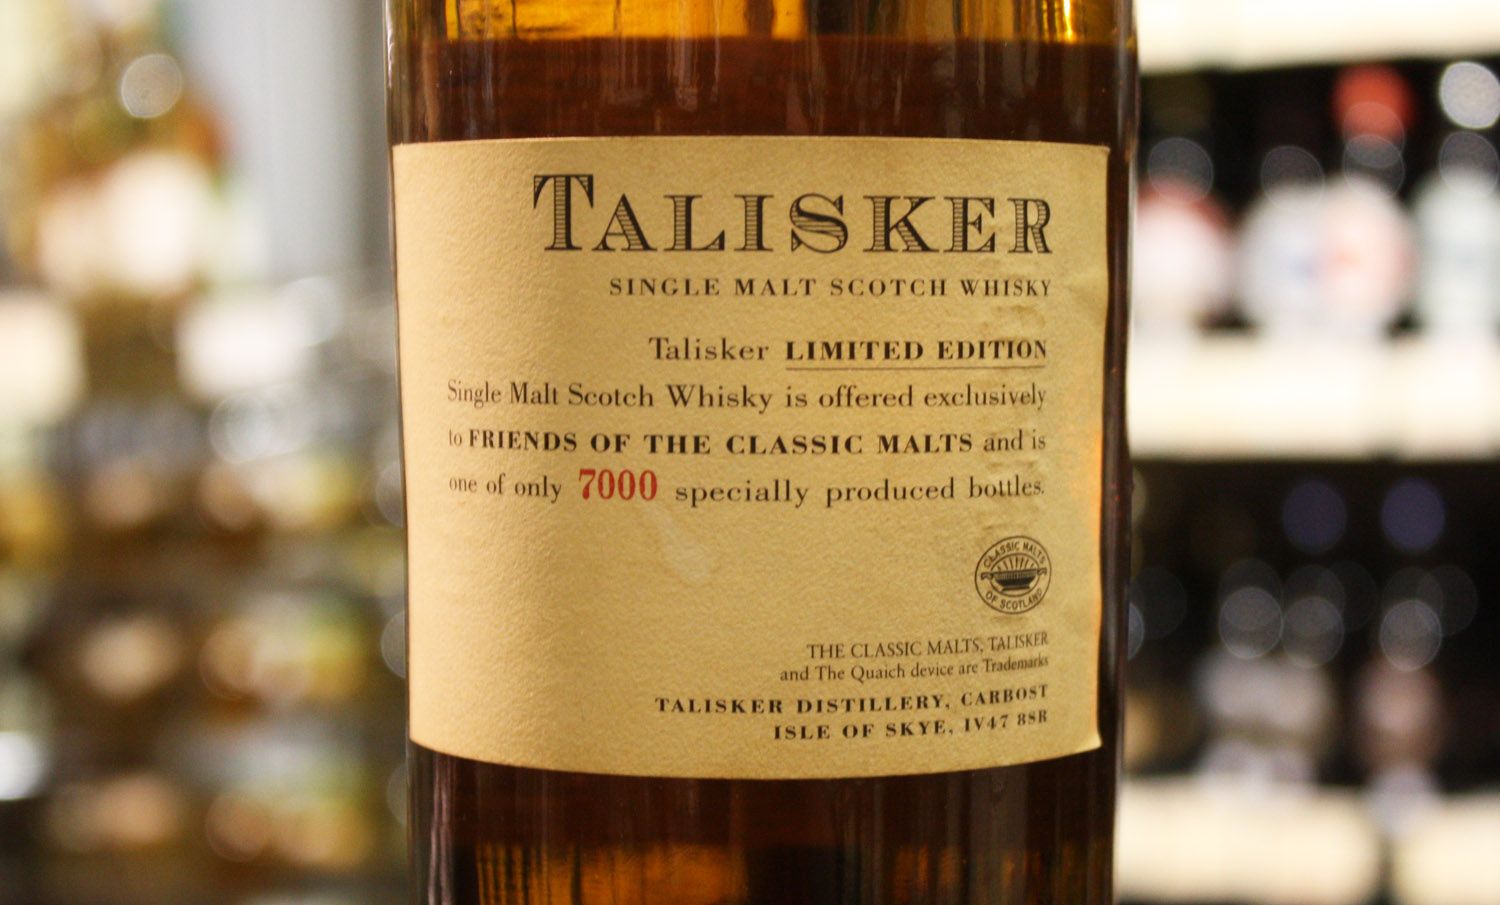 TALISKER
SINGLE MALT SCOTCH WHISKY
Talisker LIMITED EDITION
Single Malt Scotch Whisky is offered exclusively
to FRIENDS OF THE CLASSIC MALTS and is
one of only 7000 specially produced bottles.
CLASSIC MALTS
OF SCOTLAND
THE CLASSIC MALTS, TALISKER
and The Quaich device are Trademarks
TALISKER DISTILLERY, CARBOST
ISLE OF SKYE, IV47 8SR